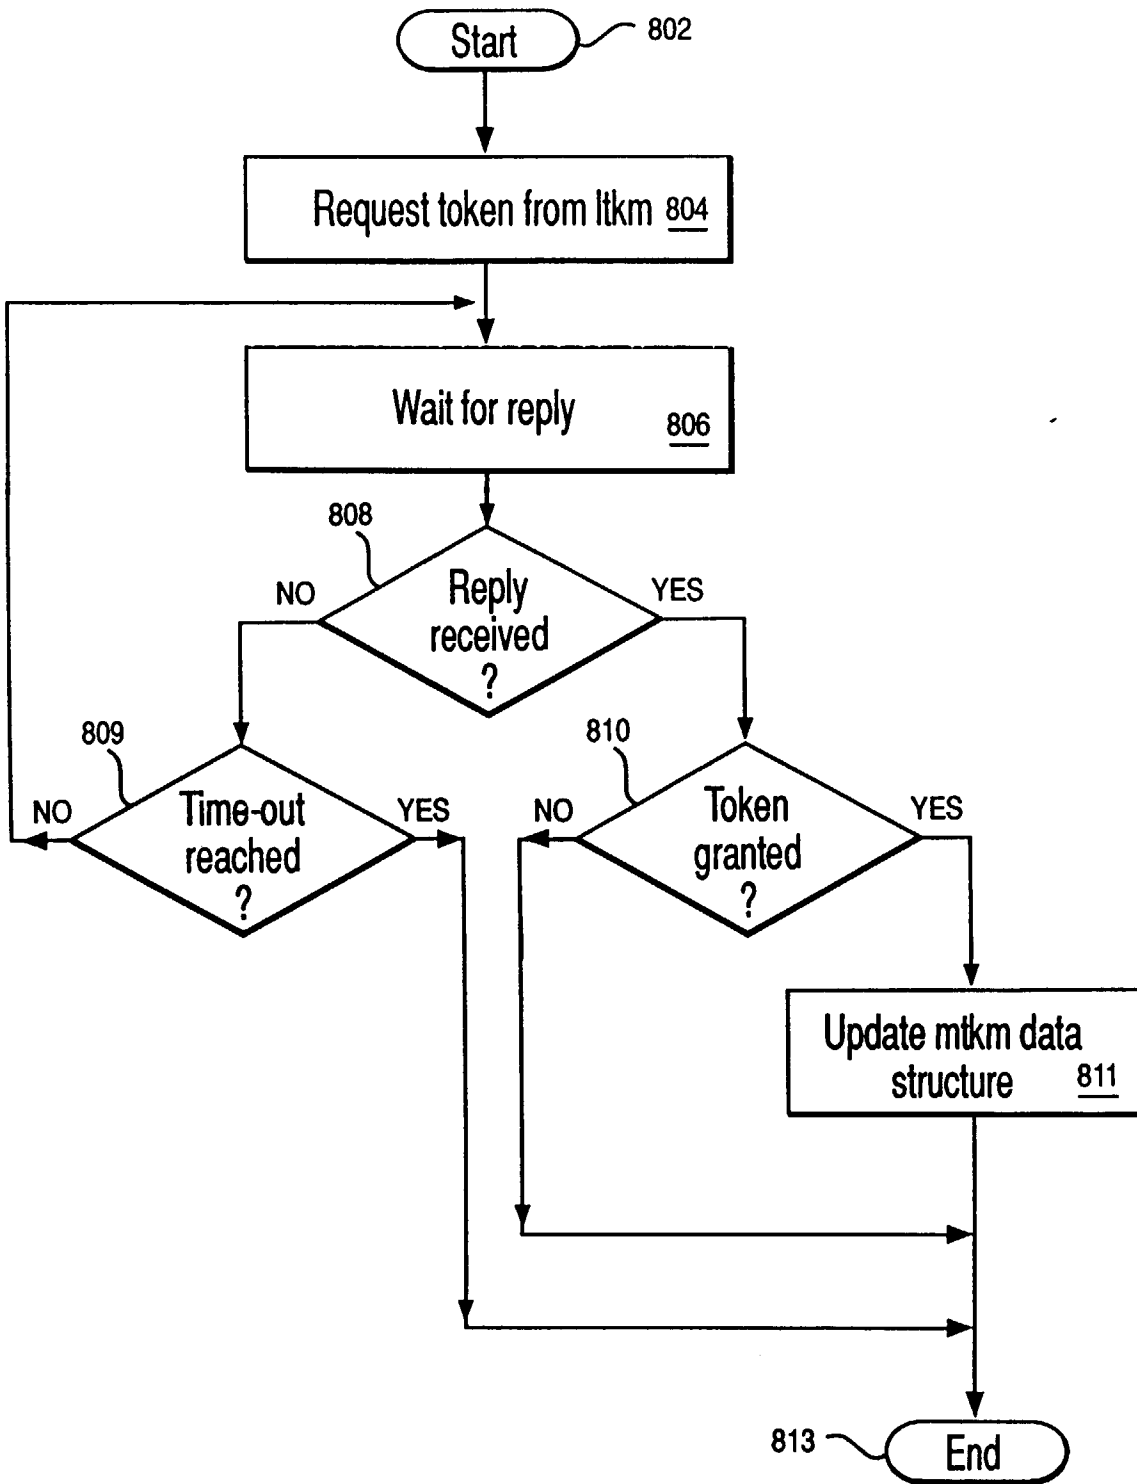 Start
802
Request token from ltkm 804
Wait for reply
806
808
NO
Reply
received
?
YES
809
NO
Time-out
reached
?
YES
810
NO
Token
granted
?
YES
Update mtkm data
structure 811
813
End